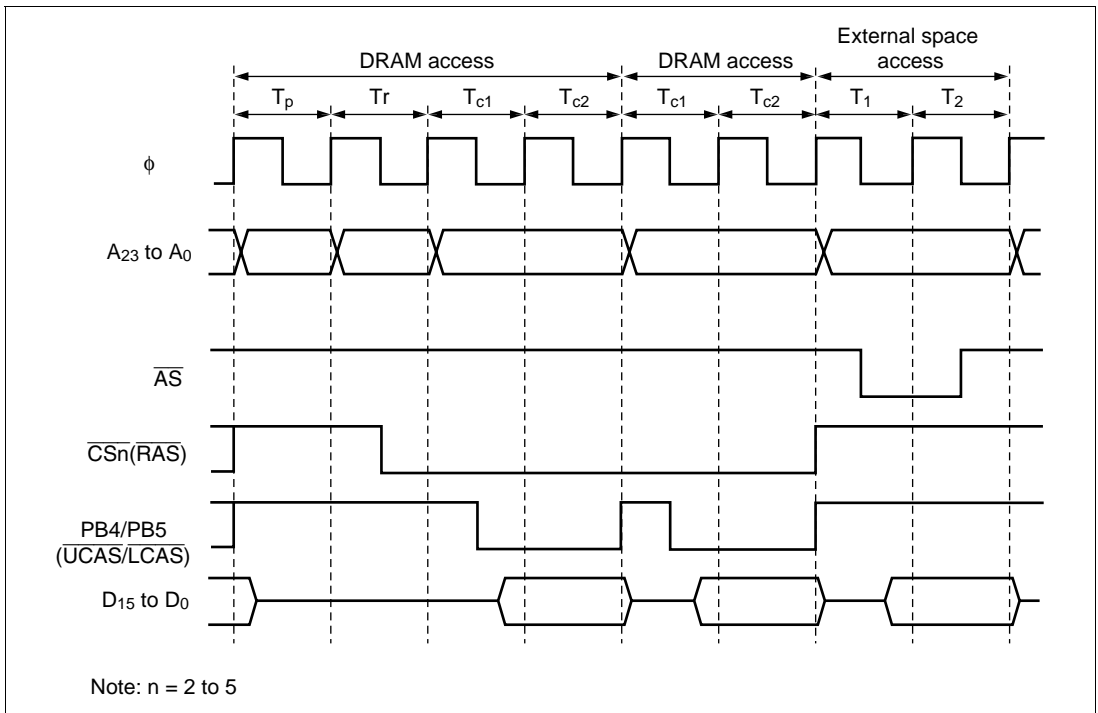 External space
access
DRAM access
DRAM access
Tp
Tr
Tc1
Tc2
Tc1
Tc2
T1
T2
ϕ
A23 to A0
AS
CSn(RAS)
PB4/PB5
(UCAS/LCAS)
D15 to D0
Note: n = 2 to 5